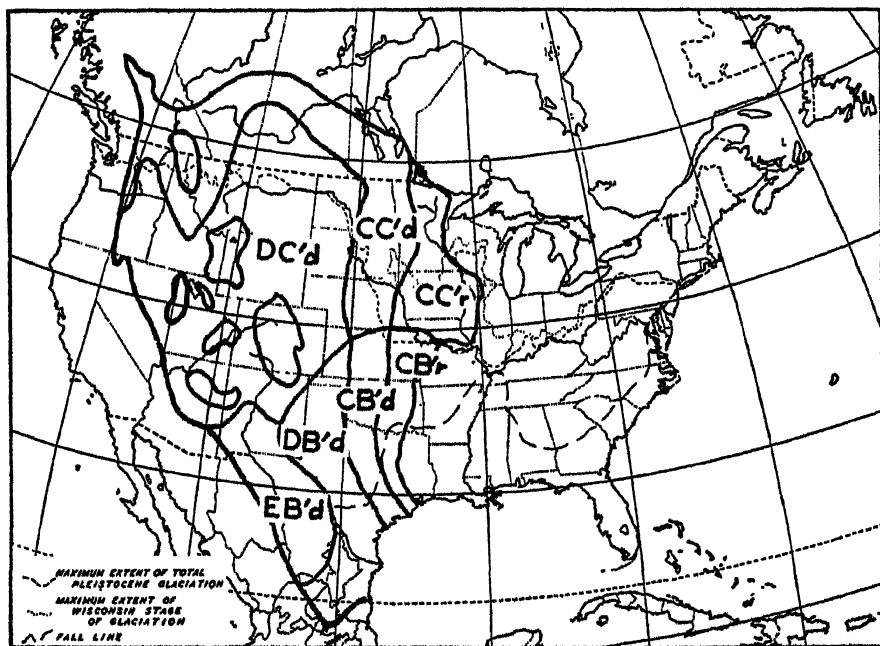 CC'd
DC'd
CC'r
CB'r
CB'd
DB'd
EB'd
MAXIMUM EXTENT OF TOTAL
PLEISTOCENE GLACIATION
MAXIMUM EXTENT OF
WISCONSIN STAGE
OF GLACIATION
FALL LINE